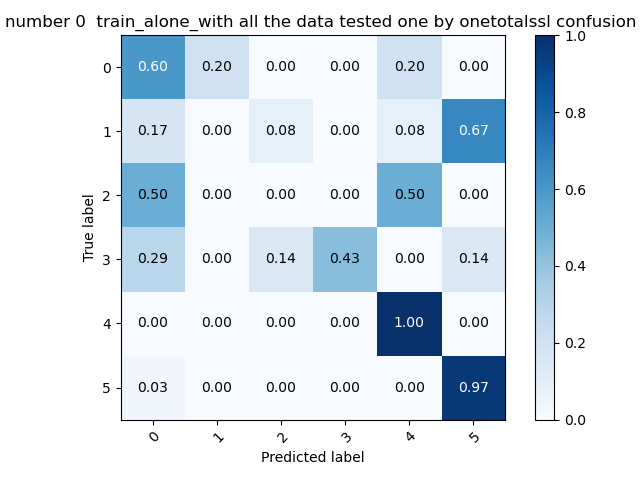 number 0  train_alone_with all the data tested one by onetotalssl confusion
0 0.60 0.20 0.00 0.00 0.20 0.00
1 0.17 0.00 0.08 0.00 0.08 0.67
2 0.50 0.00 0.00 0.00 0.50 0.00
3 0.29 0.00 0.14 0.43 0.00 0.14
4 0.00 0.00 0.00 0.00 1.00 0.00
5 0.03 0.00 0.00 0.00 0.00 0.97
True label
0 1 2 3 4 5
Predicted label
1.0
0.8
0.6
0.4
0.2
0.0